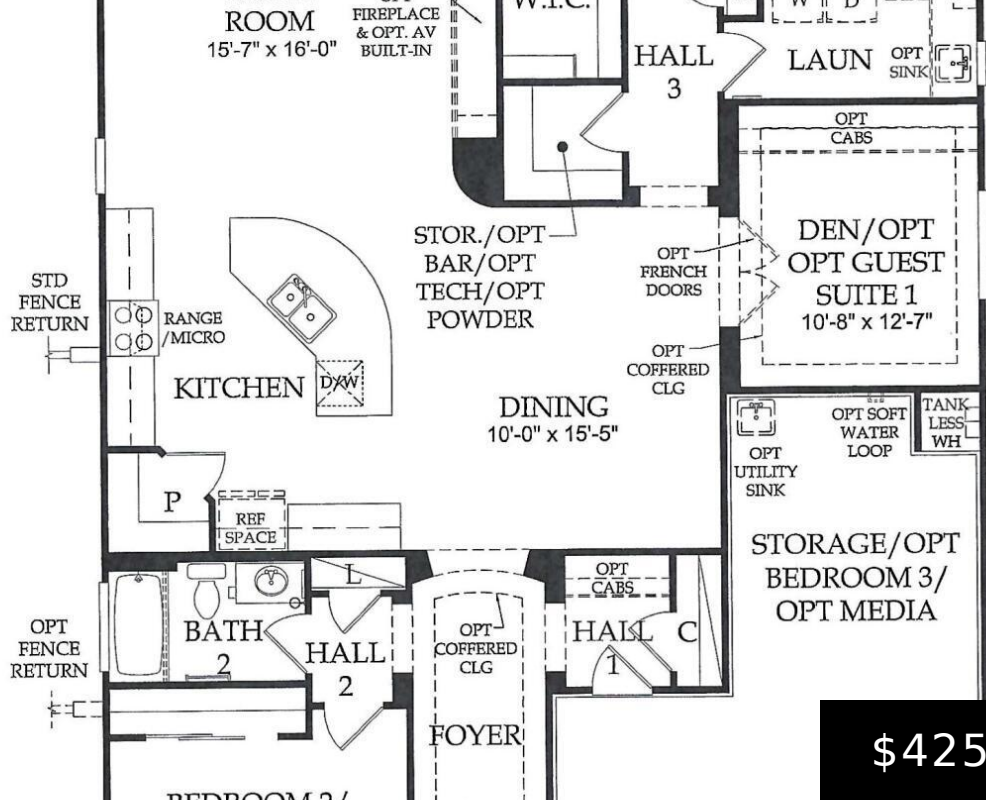 ROOM
15'-7" x 16'-0"
FIREPLACE
& OPT. AV
BUILT-IN
W.I.C.
HALL
3
W
D
LAUN
OPT
SINK
OPT
CABS
STOR./OPT
BAR/OPT
TECH/OPT
POWDER
OPT
FRENCH
DOORS
DEN/OPT
OPT GUEST
SUITE 1
10'-8" x 12'-7"
OPT
COFFERED
CLG
STD
FENCE
RETURN
RANGE
/MICRO
KITCHEN
D/W
DINING
10'-0" x 15'-5"
OPT
UTILITY
SINK
OPT SOFT
WATER
LOOP
TANK
LESS
WH
P
REF
SPACE
STORAGE/OPT
BEDROOM 3/
OPT MEDIA
L
OPT
CABS
BATH
2
HALL
2
OPT
COFFERED
CLG
HALL
1
C
OPT
FENCE
RETURN
FOYER
BEDROOM 2/
$425